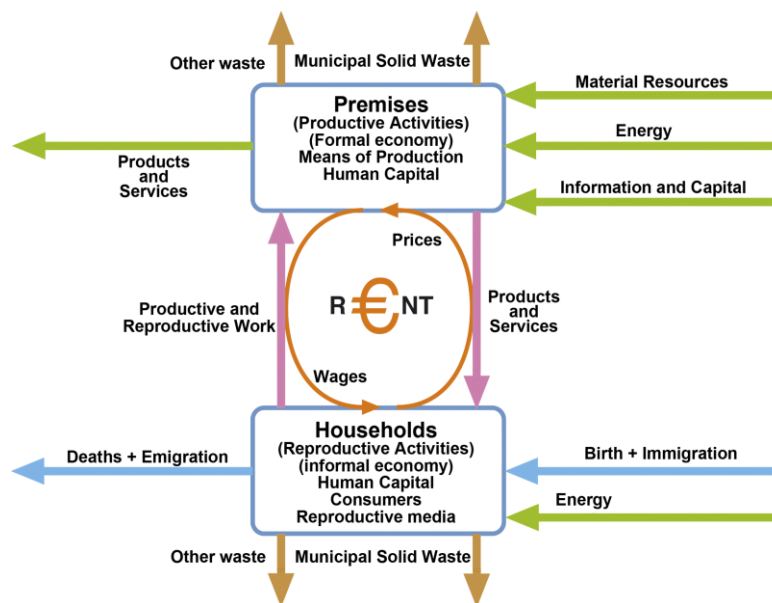 Other waste
Municipal Solid Waste
Premises
(Productive Activities)
(Formal economy)
Means of Production
Human Capital
Material Resources
Energy
Information and Capital
Products
and
Services
Prices
R€NT
Productive and
Reproductive Work
Products
and
Services
Wages
Households
(Reproductive Activities)
(informal economy)
Human Capital
Consumers
Reproductive media
Deaths + Emigration
Birth + Immigration
Energy
Other waste
Municipal Solid Waste